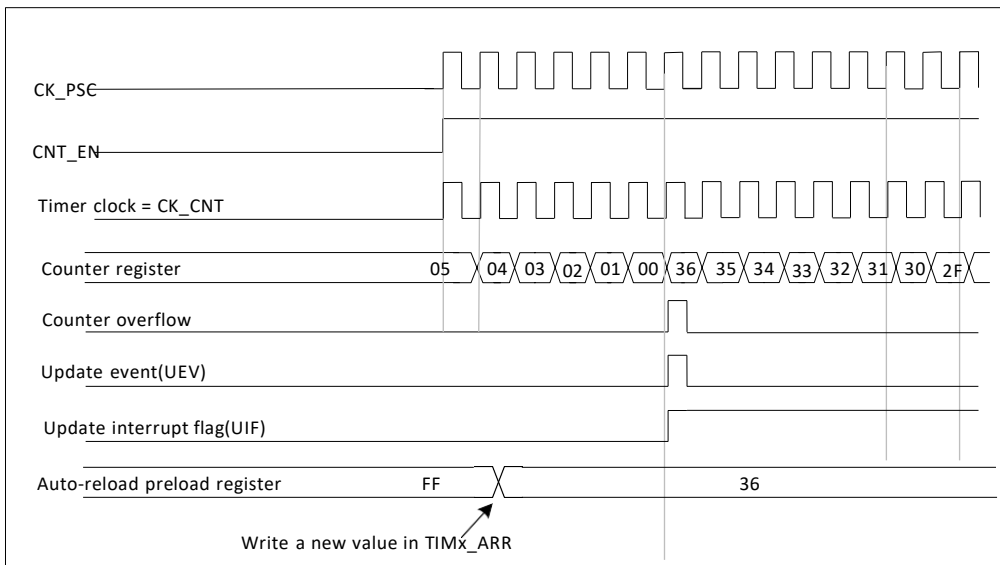 CK_PSC
CNT_EN
Timer clock = CK_CNT
Counter register 05 04 03 02 01 00 36 35 34 33 32 31 30 2F
Counter overflow
Update event(UEV)
Update interrupt flag(UIF)
Auto-reload preload register FF 36
Write a new value in TIMx_ARR